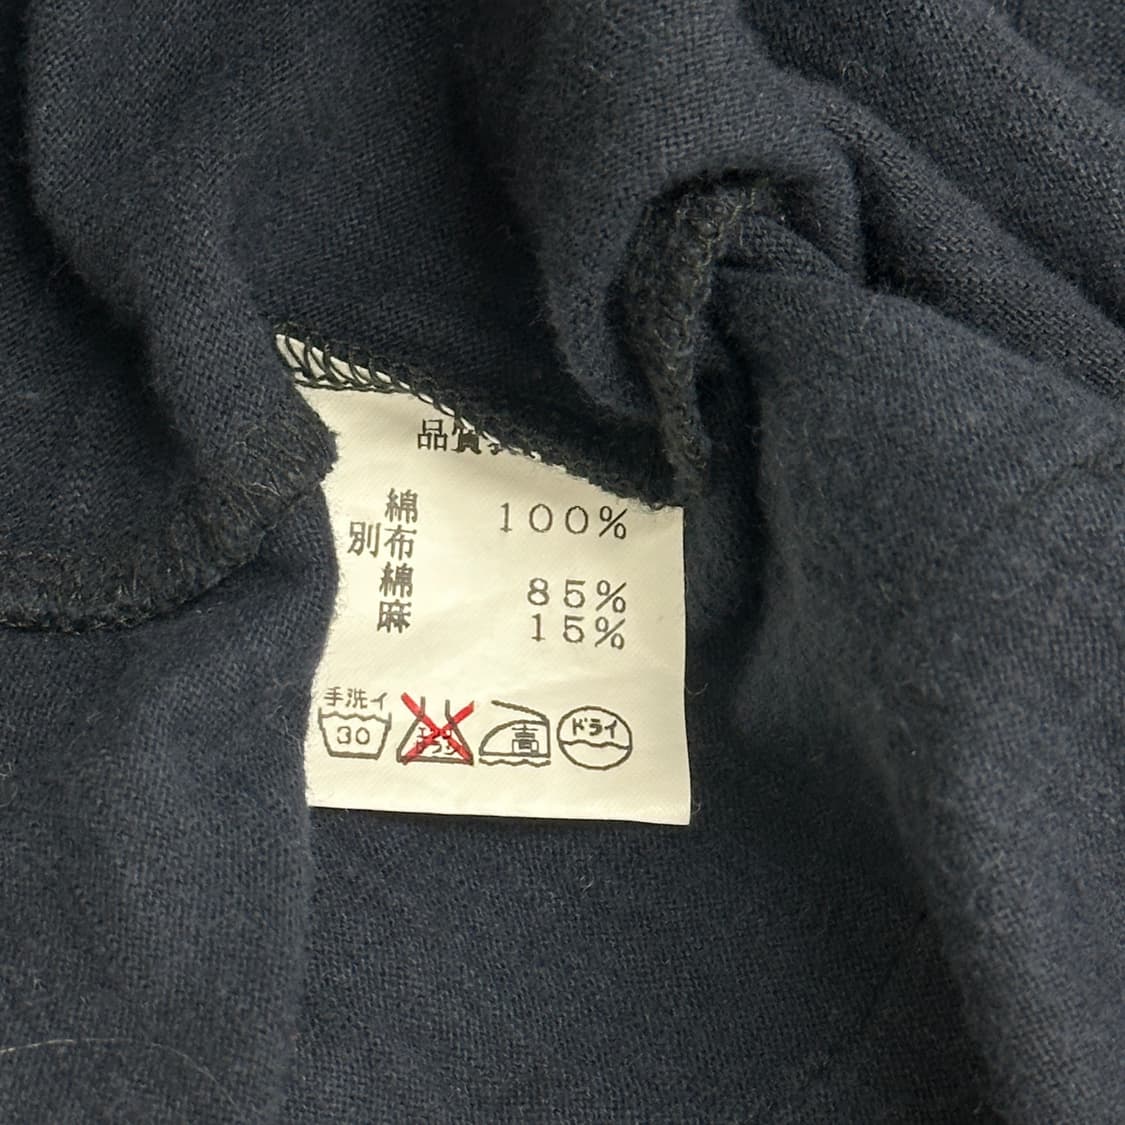 品質
綿 100%
別布
綿 85%
麻 15%
手洗イ
30
エンソ
サラシ
高
ドライ